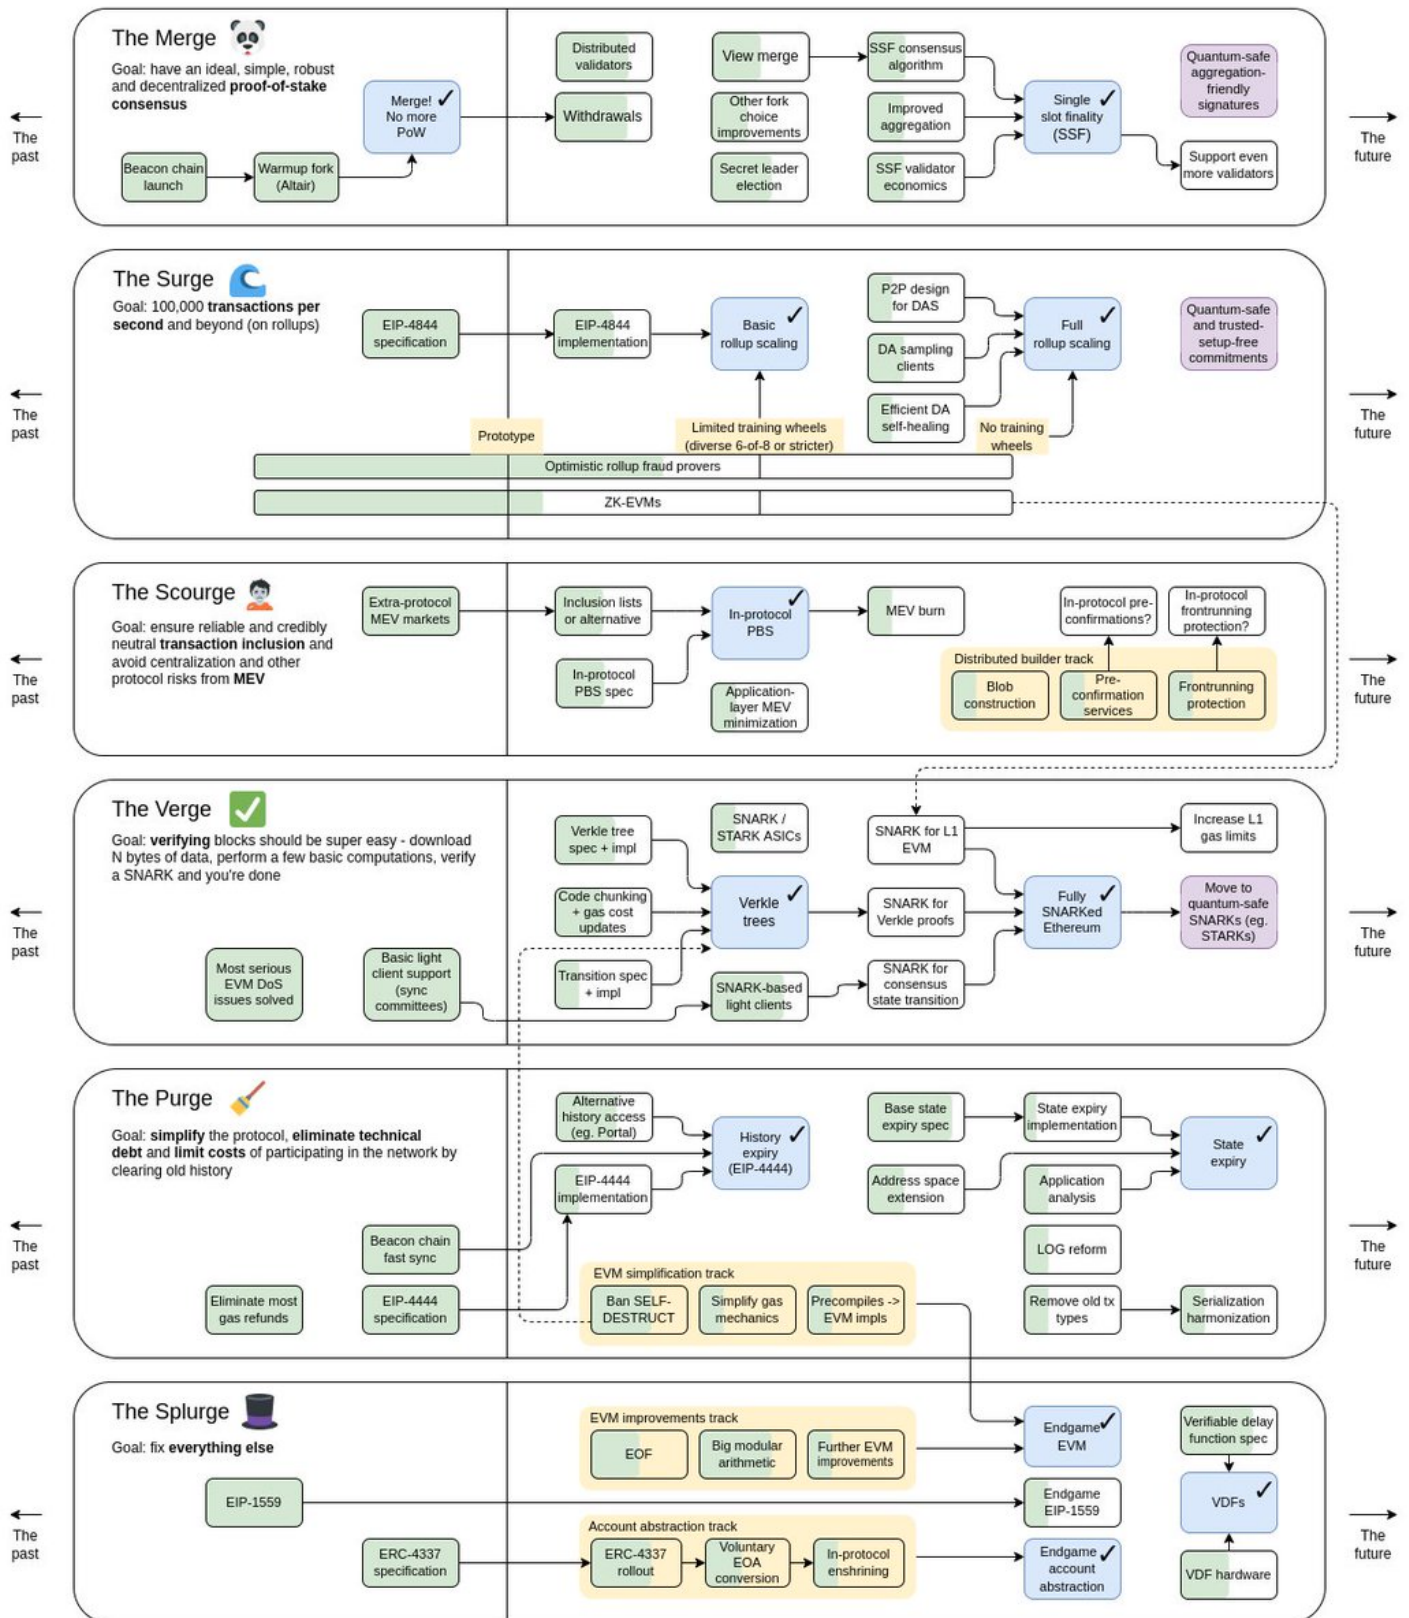 The Merge
Goal: have an ideal, simple, robust
and decentralized proof-of-stake
consensus
Merge!
No more
PoW
Beacon chain
launch
Warmup fork
(Altair)
Distributed
validators
Withdrawals
View merge
Other fork
choice
improvements
Secret leader
election
SSF consensus
algorithm
Improved
aggregation
SSF validator
economics
Single
slot finality
(SSF)
Quantum-safe
aggregation-
friendly
signatures
Support even
more validators
The
past
The
future
The Surge
Goal: 100,000 transactions per
second and beyond (on rollups)
EIP-4844
specification
EIP-4844
implementation
Basic
rollup scaling
P2P design
for DAS
DA sampling
clients
Efficient DA
self-healing
Full
rollup scaling
Quantum-safe
and trusted-
setup-free
commitments
The
past
The
future
Prototype
Limited training wheels
(diverse 6-of-8 or stricter)
No training
wheels
Optimistic rollup fraud provers
ZK-EVMs
The Scourge
Goal: ensure reliable and credibly
neutral transaction inclusion and
avoid centralization and other
protocol risks from MEV
Extra-protocol
MEV markets
Inclusion lists
or alternative
In-protocol
PBS spec
In-protocol
PBS
Application-
layer MEV
minimization
MEV burn
In-protocol pre-
confirmations?
In-protocol
frontrunning
protection?
Distributed builder track
Blob
construction
Pre-
confirmation
services
Frontrunning
protection
The
past
The
future
The Verge
Goal: verifying blocks should be super easy - download
N bytes of data, perform a few basic computations, verify
a SNARK and you're done
Most serious
EVM DoS
issues solved
Basic light
client support
(sync
committees)
Verkle tree
spec + impl
Code chunking
+ gas cost
updates
Transition spec
+ impl
SNARK /
STARK ASICs
Verkle
trees
SNARK-based
light clients
SNARK for L1
EVM
SNARK for
Verkle proofs
SNARK for
consensus
state transition
Fully
SNARKed
Ethereum
Increase L1
gas limits
Move to
quantum-safe
SNARKs (eg.
STARKs)
The
past
The
future
The Purge
Goal: simplify the protocol, eliminate technical
debt and limit costs of participating in the network by
clearing old history
Beacon chain
fast sync
Eliminate most
gas refunds
EIP-4444
specification
Alternative
history access
(eg. Portal)
EIP-4444
implementation
History
expiry
(EIP-4444)
Base state
expiry spec
Address space
extension
State expiry
implementation
Application
analysis
LOG reform
Remove old tx
types
State
expiry
Serialization
harmonization
EVM simplification track
Ban SELF-
DESTRUCT
Simplify gas
mechanics
Precompiles ->
EVM impls
The
past
The
future
The Splurge
Goal: fix everything else
EIP-1559
ERC-4337
specification
EVM improvements track
EOF
Big modular
arithmetic
Further EVM
improvements
Account abstraction track
ERC-4337
rollout
Voluntary
EOA
conversion
In-protocol
enshrining
Endgame
EVM
Endgame
EIP-1559
Endgame
account
abstraction
Verifiable delay
function spec
VDFs
VDF hardware
The
past
The
future